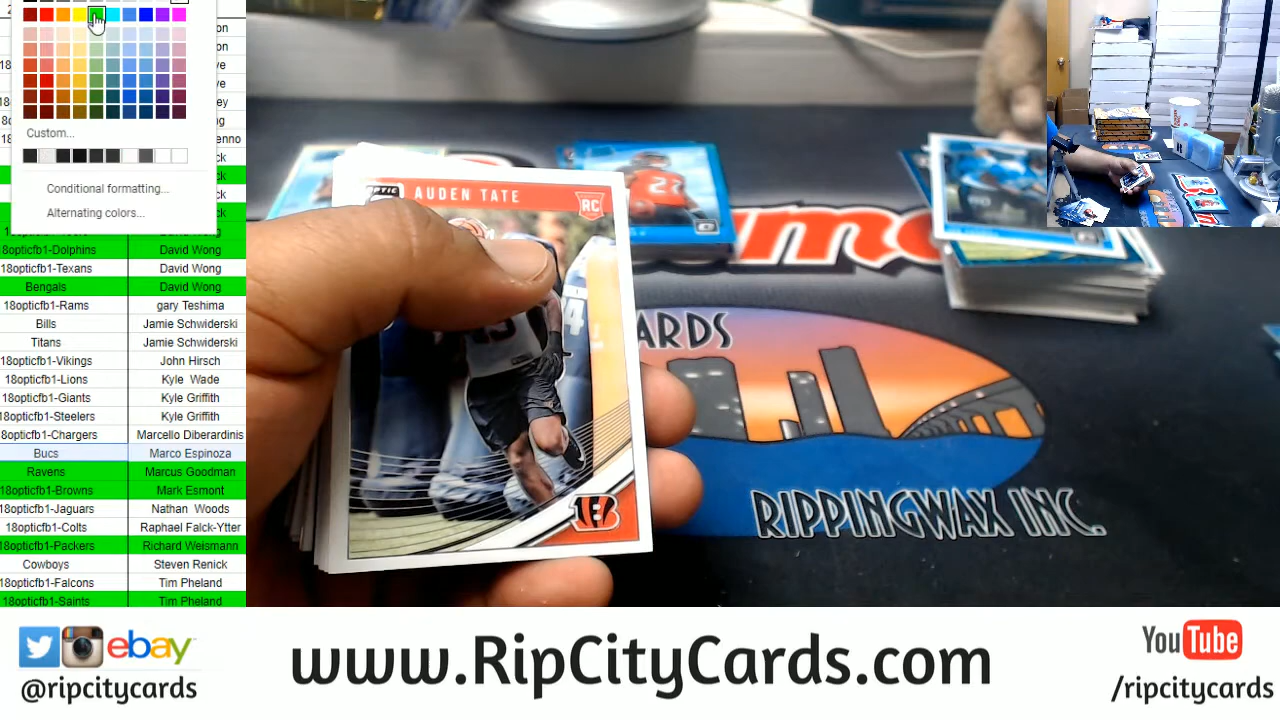 Custom...
Conditional formatting...
Alternating colors...
18opticfb1-Dolphins David Wong
18opticfb1-Texans David Wong
Bengals David Wong
18opticfb1-Rams gary Teshima
Bills Jamie Schwiderski
Titans Jamie Schwiderski
18opticfb1-Vikings John Hirsch
18opticfb1-Lions Kyle Wade
18opticfb1-Giants Kyle Griffith
18opticfb1-Steelers Kyle Griffith
18opticfb1-Chargers Marcello Diberardinis
Bucs Marco Espinoza
Ravens Marcus Goodman
18opticfb1-Browns Mark Esmont
18opticfb1-Jaguars Nathan Woods
18opticfb1-Colts Raphael Falck-Ytter
18opticfb1-Packers Richard Weismann
Cowboys Steven Renick
18opticfb1-Falcons Tim Pheland
18opticfb1-Saints Tim Pheland
OPTIC AUDEN TATE RC
ARDS
RIPPINGWAX INC.
ebay
@ripcitycards
www.RipCityCards.com
YouTube
/ripcitycards